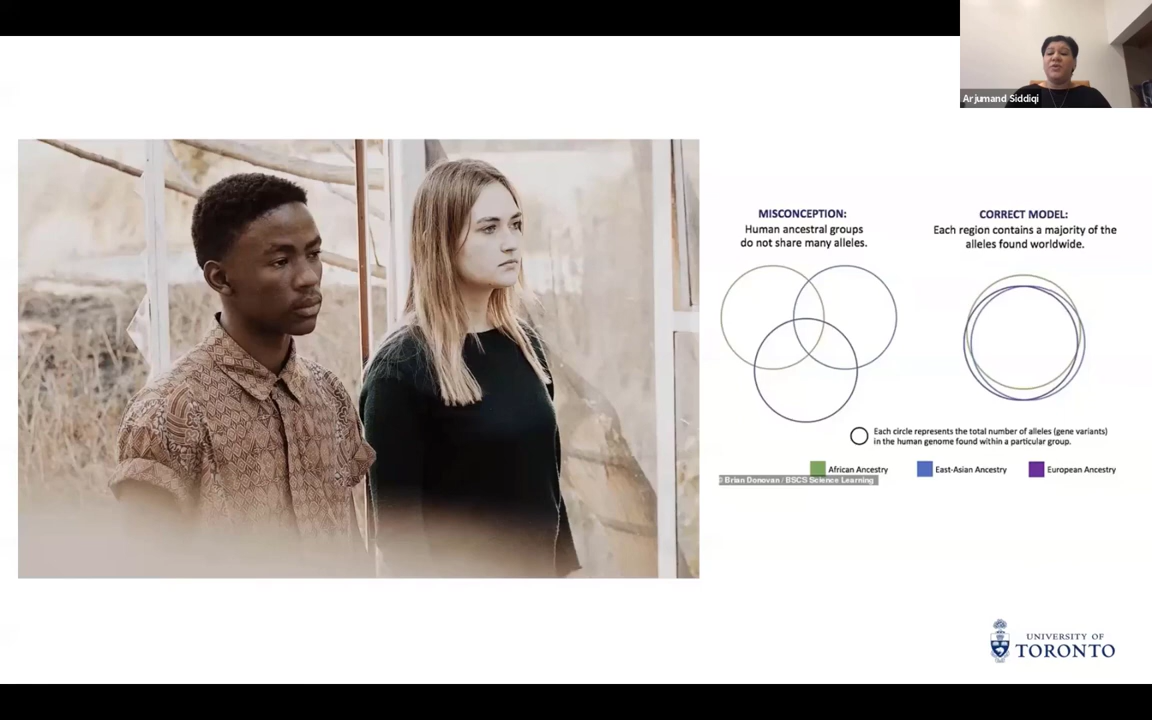 Arjumand Siddiqi
MISCONCEPTION:
Human ancestral groups
do not share many alleles.
CORRECT MODEL:
Each region contains a majority of the
alleles found worldwide.
Each circle represents the total number of alleles (gene variants)
in the human genome found within a particular group.
African Ancestry
East-Asian Ancestry
European Ancestry
© Brian Donovan / BSCS Science Learning
UNIVERSITY OF
TORONTO